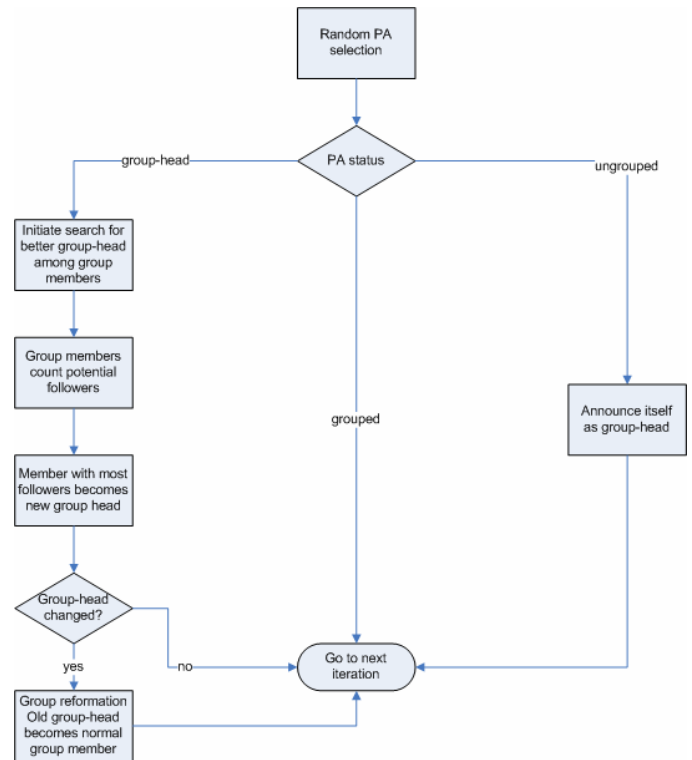 Random PA
selection
PA status
group-head
ungrouped
Initiate search for
better group-head
among group
members
Group members
count potential
followers
grouped
Announce itself
as group-head
Member with most
followers becomes
new group head
Group-head
changed?
yes
no
Go to next
iteration
Group reformation
Old group-head
becomes normal
group member